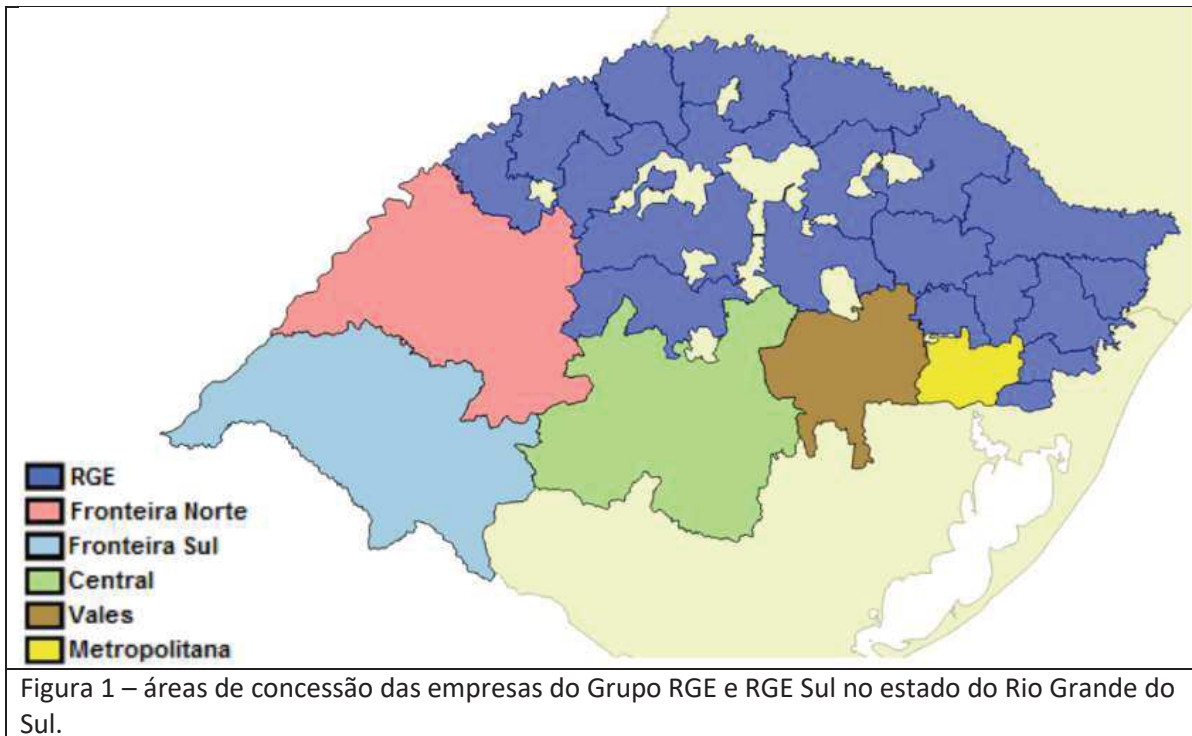 RGE
Fronteira Norte
Fronteira Sul
Central
Vales
Metropolitana
Figura 1 – áreas de concessão das empresas do Grupo RGE e RGE Sul no estado do Rio Grande do
Sul.